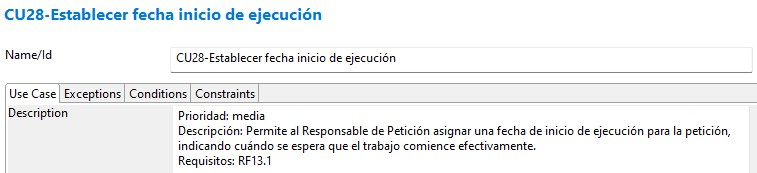 CU28-Establecer fecha inicio de ejecución
Name/Id CU28-Establecer fecha inicio de ejecución
Use Case Exceptions Conditions Constraints
Description Prioridad: media
Descripción: Permite al Responsable de Petición asignar una fecha de inicio de ejecución para la petición,
indicando cuándo se espera que el trabajo comience efectivamente.
Requisitos: RF13.1